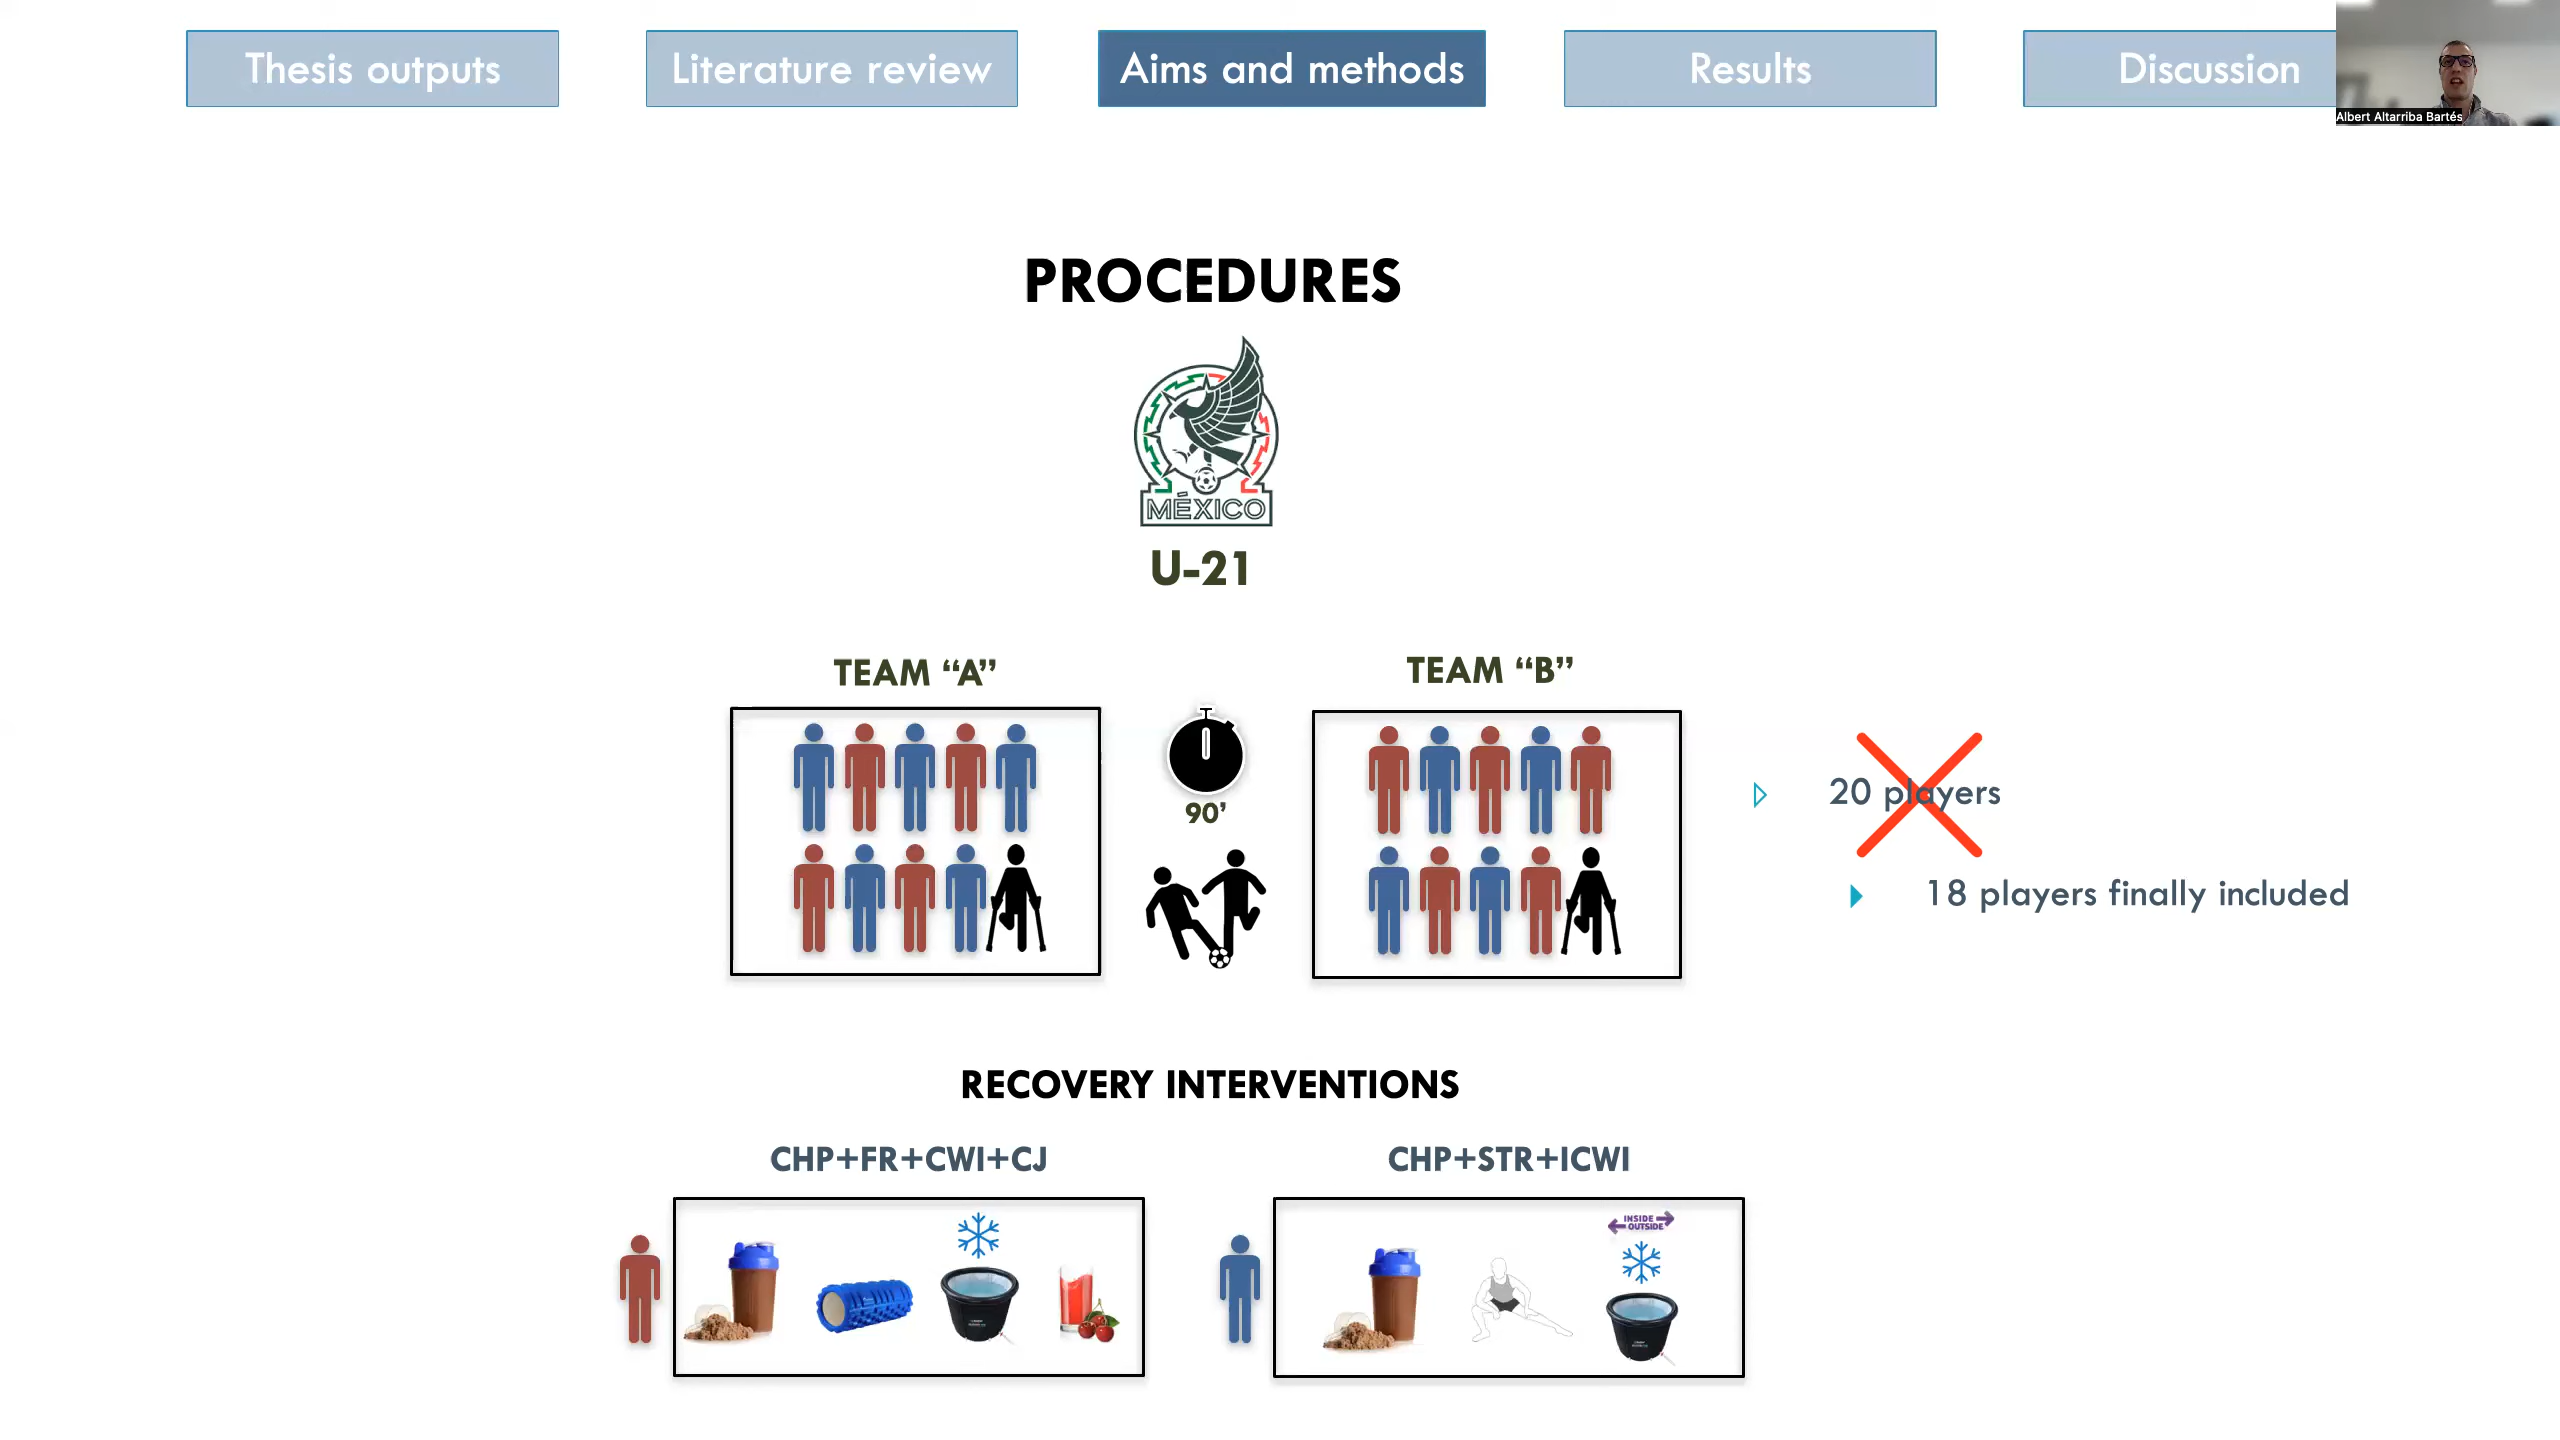 Thesis outputs
Literature review
Aims and methods
Results
Discussion
Albert Altarriba Bartés
PROCEDURES
MÉXICO
U-21
TEAM “A”
TEAM “B”
90’
20 players
18 players finally included
RECOVERY INTERVENTIONS
CHP+FR+CWI+CJ
CHP+STR+ICWI
INSIDE
OUTSIDE